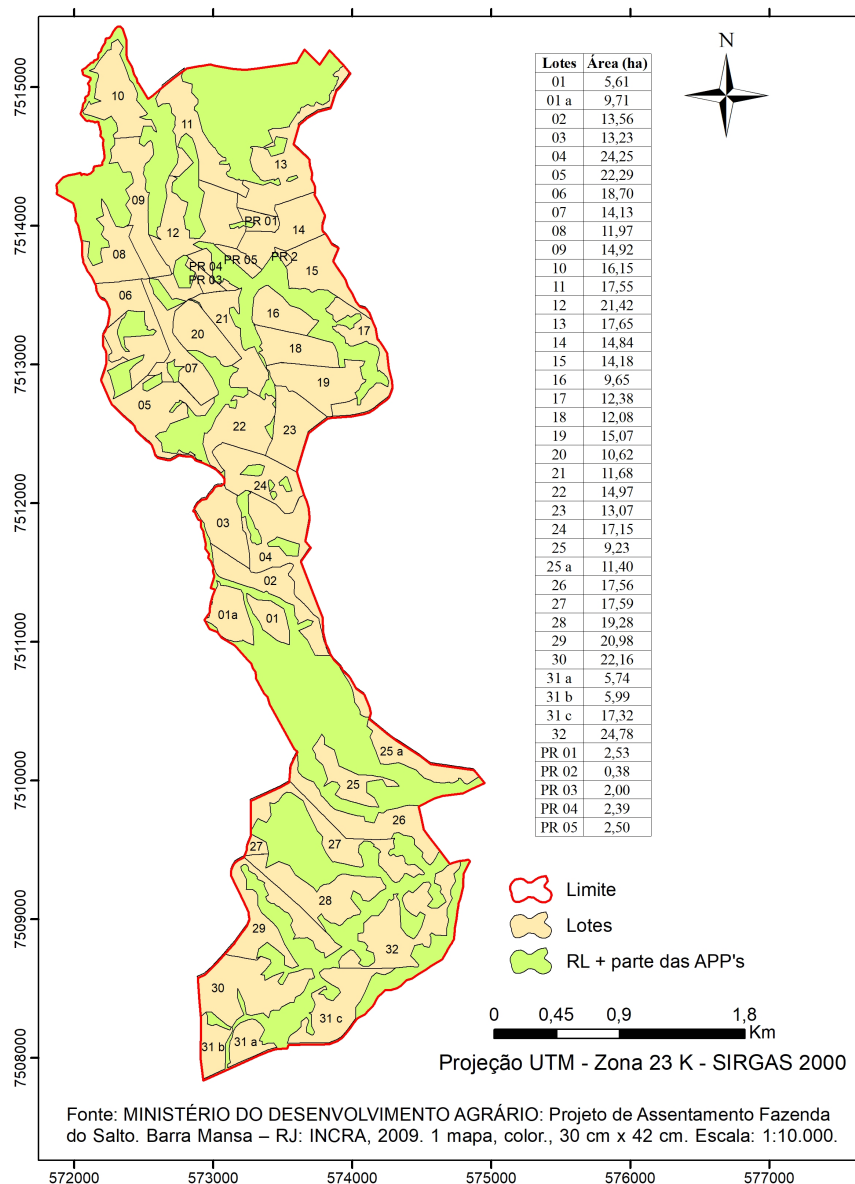 N
Lotes Área (ha)
01 5,61
01 a 9,71
02 13,56
03 13,23
04 24,25
05 22,29
06 18,70
07 14,13
08 11,97
09 14,92
10 16,15
11 17,55
12 21,42
13 17,65
14 14,84
15 14,18
16 9,65
17 12,38
18 12,08
19 15,07
20 10,62
21 11,68
22 14,97
23 13,07
24 17,15
25 9,23
25 a 11,40
26 17,56
27 17,59
28 19,28
29 20,98
30 22,16
31 a 5,74
31 b 5,99
31 c 17,32
32 24,78
PR 01 2,53
PR 02 0,38
PR 03 2,00
PR 04 2,39
PR 05 2,50
7515000
7514000
7513000
7512000
7511000
7510000
7509000
7508000
10
11
13
09
PR 01
12
14
08
PR 05
PR 2
PR 04
15
PR 03
06
16
21
17
20
18
07
19
05
22
23
24
03
04
02
01a
01
25 a
25
26
27
27
28
29
32
30
31 c
31 b
31 a
Limite
Lotes
RL + parte das APP's
0 0,45 0,9 1,8
Km
Projeção UTM - Zona 23 K - SIRGAS 2000
Fonte: MINISTÉRIO DO DESENVOLVIMENTO AGRÁRIO: Projeto de Assentamento Fazenda
do Salto. Barra Mansa – RJ: INCRA, 2009. 1 mapa, color., 30 cm x 42 cm. Escala: 1:10.000.
572000 573000 574000 575000 576000 577000